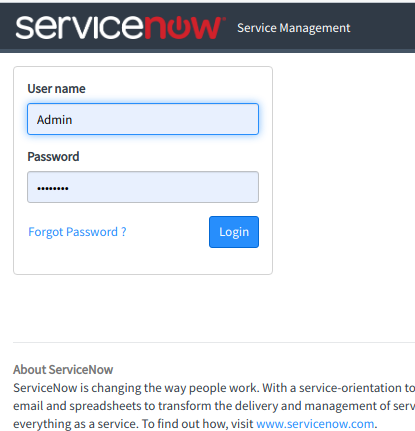 servicenow Service Management
User name
Admin
Password
••••••••
Forgot Password ? Login
About ServiceNow
ServiceNow is changing the way people work. With a service-orientation to
email and spreadsheets to transform the delivery and management of serv
everything as a service. To find out how, visit www.servicenow.com.